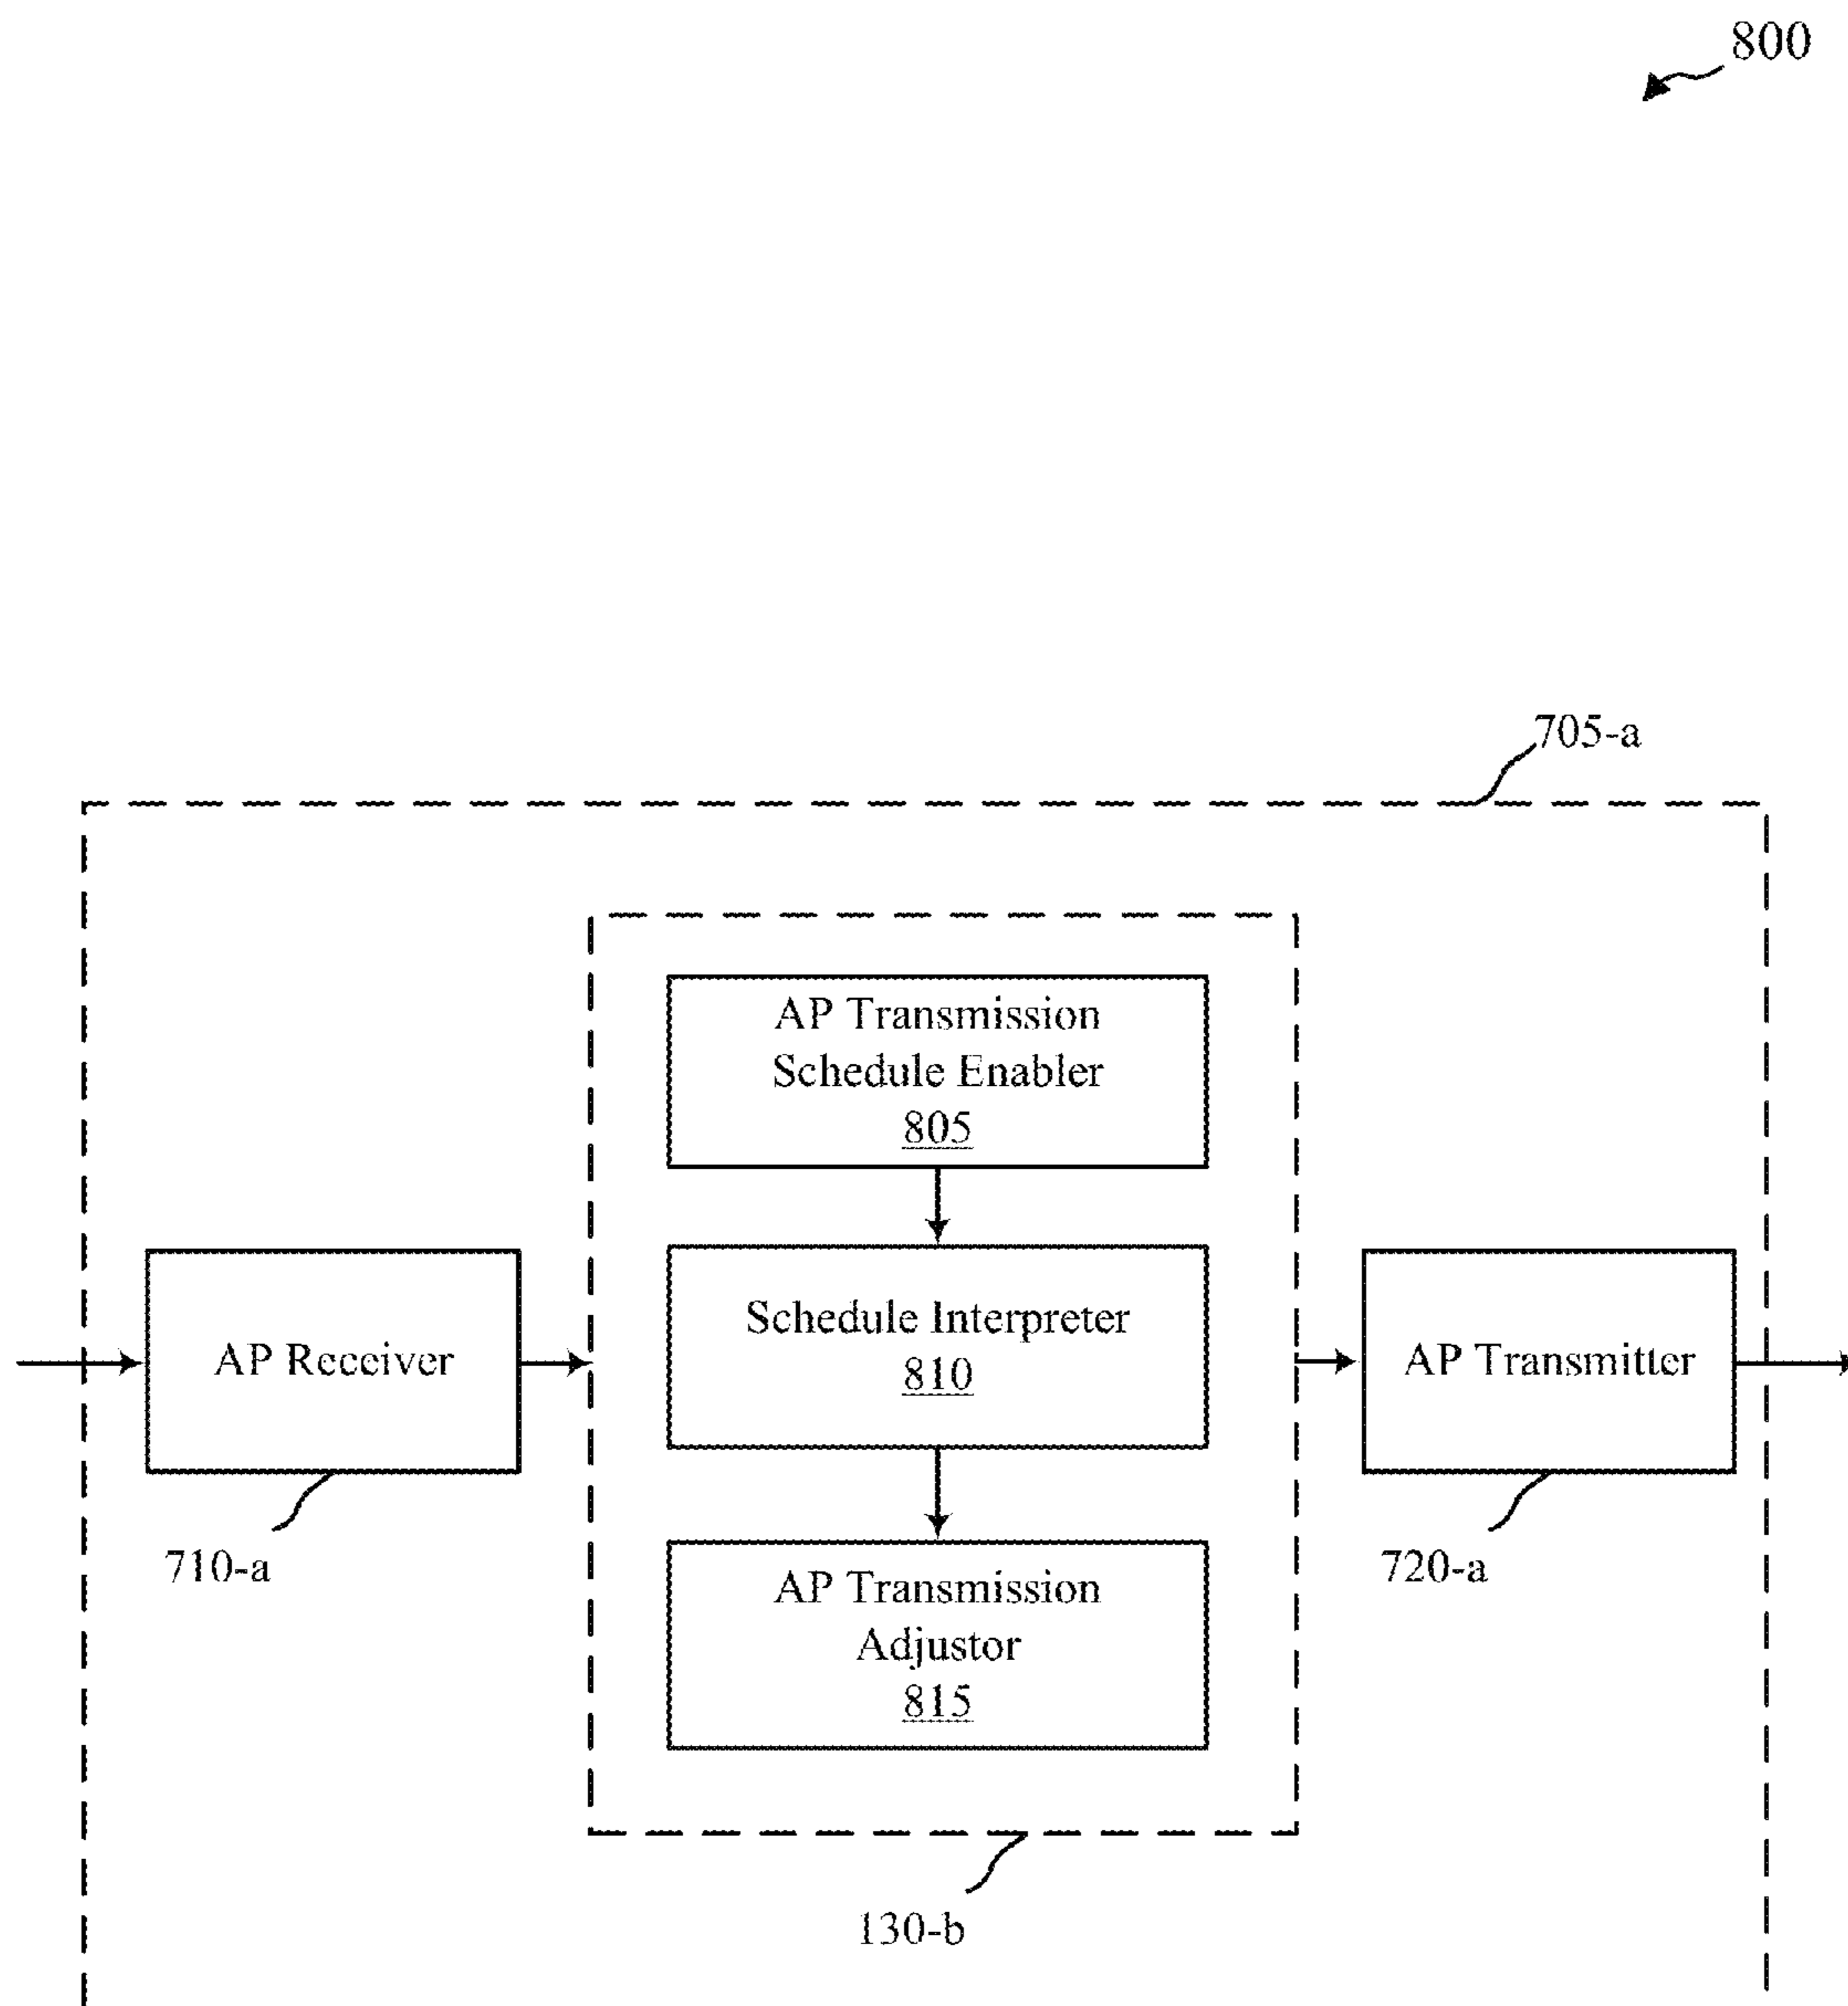 800
705-a
AP Transmission
Schedule Enabler
805
Schedule Interpreter
810
AP Receiver
AP Transmitter
710-a
720-a
AP Transmission
Adjustor
815
130-b